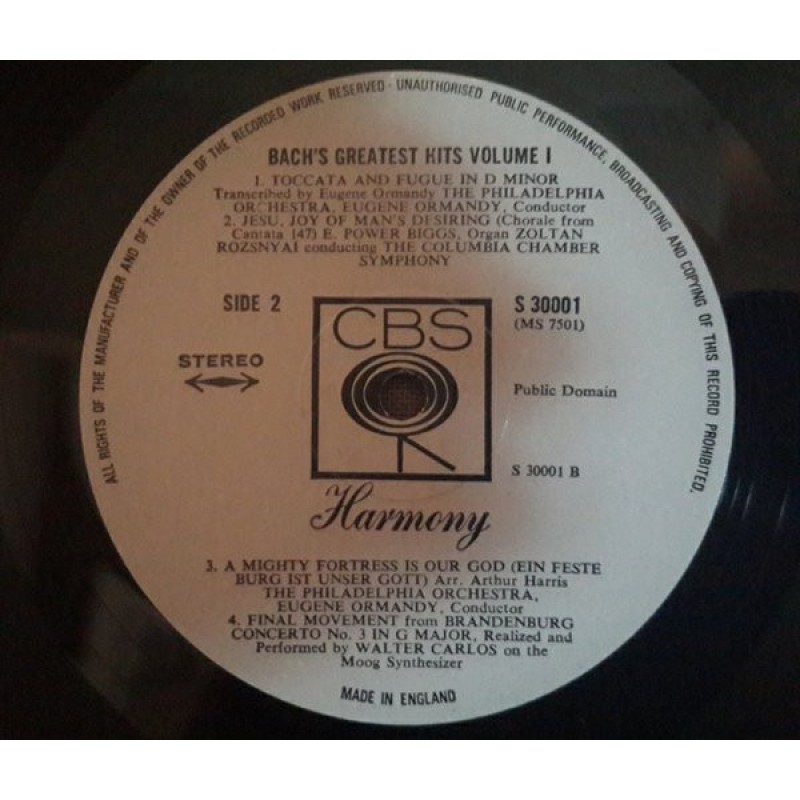 ALL RIGHTS OF THE MANUFACTURER AND OF THE OWNER OF THE RECORDED WORK RESERVED · UNAUTHORISED PUBLIC PERFORMANCE, BROADCASTING AND COPYING OF THIS RECORD PROHIBITED.
BACH'S GREATEST HITS VOLUME I
1. TOCCATA AND FUGUE IN D MINOR
Transcribed by Eugene Ormandy THE PHILADELPHIA
ORCHESTRA, EUGENE ORMANDY, Conductor
2. JESU, JOY OF MAN'S DESIRING (Chorale from
Cantata 147) E. POWER BIGGS, Organ ZOLTAN
ROZSNYAI conducting THE COLUMBIA CHAMBER
SYMPHONY
SIDE 2
S 30001
(MS 7501)
CBS
STEREO
Public Domain
S 30001 B
Harmony
3. A MIGHTY FORTRESS IS OUR GOD (EIN FESTE
BURG IST UNSER GOTT) Arr. Arthur Harris
THE PHILADELPHIA ORCHESTRA,
EUGENE ORMANDY, Conductor
4. FINAL MOVEMENT from BRANDENBURG
CONCERTO No. 3 IN G MAJOR, Realized and
Performed by WALTER CARLOS on the
Moog Synthesizer
MADE IN ENGLAND